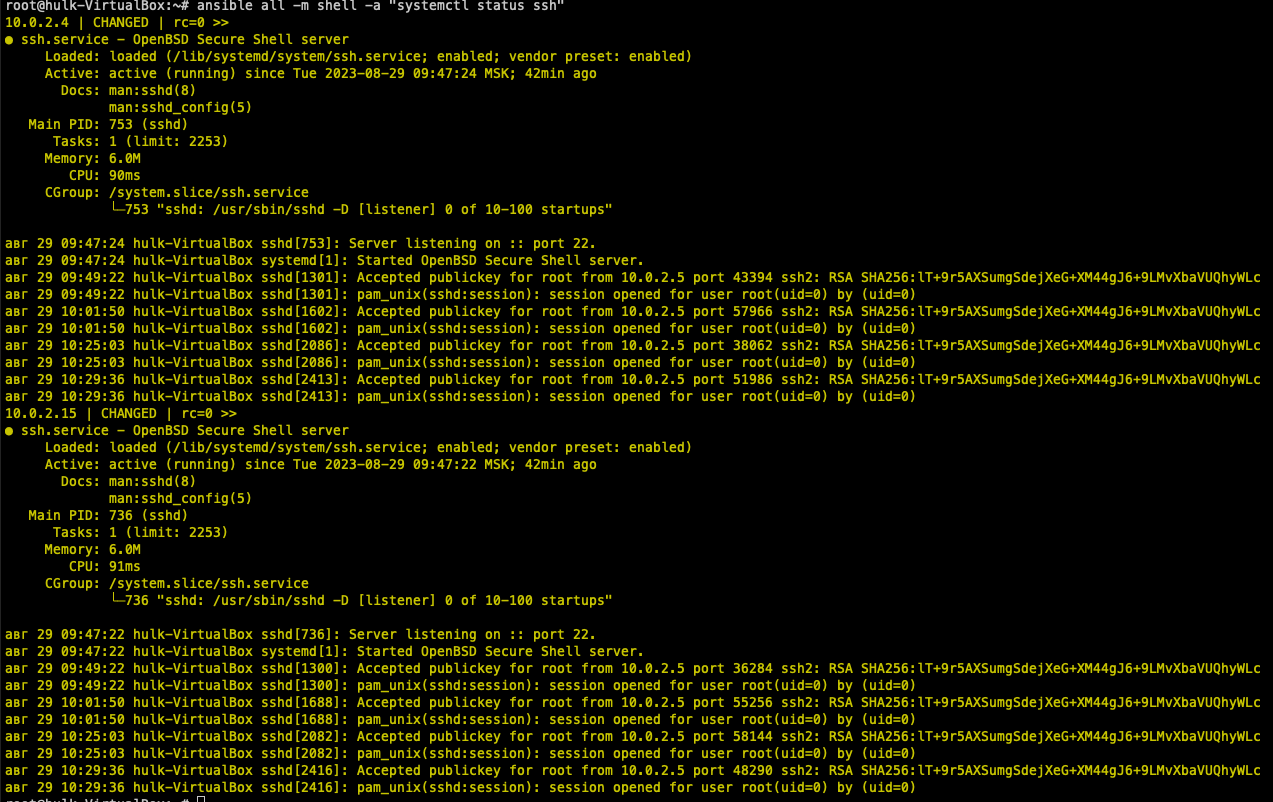 root@hulk-VirtualBox:~# ansible all -m shell -a "systemctl status ssh"
10.0.2.4 | CHANGED | rc=0 >>
● ssh.service - OpenBSD Secure Shell server
     Loaded: loaded (/lib/systemd/system/ssh.service; enabled; vendor preset: enabled)
     Active: active (running) since Tue 2023-08-29 09:47:24 MSK; 42min ago
       Docs: man:sshd(8)
             man:sshd_config(5)
   Main PID: 753 (sshd)
      Tasks: 1 (limit: 2253)
     Memory: 6.0M
        CPU: 90ms
     CGroup: /system.slice/ssh.service
             └─753 "sshd: /usr/sbin/sshd -D [listener] 0 of 10-100 startups"

авг 29 09:47:24 hulk-VirtualBox sshd[753]: Server listening on :: port 22.
авг 29 09:47:24 hulk-VirtualBox systemd[1]: Started OpenBSD Secure Shell server.
авг 29 09:49:22 hulk-VirtualBox sshd[1301]: Accepted publickey for root from 10.0.2.5 port 43394 ssh2: RSA SHA256:lT+9r5AXSumgSdejXeG+XM44gJ6+9LMvXbaVUQhyWLc
авг 29 09:49:22 hulk-VirtualBox sshd[1301]: pam_unix(sshd:session): session opened for user root(uid=0) by (uid=0)
авг 29 10:01:50 hulk-VirtualBox sshd[1602]: Accepted publickey for root from 10.0.2.5 port 57966 ssh2: RSA SHA256:lT+9r5AXSumgSdejXeG+XM44gJ6+9LMvXbaVUQhyWLc
авг 29 10:01:50 hulk-VirtualBox sshd[1602]: pam_unix(sshd:session): session opened for user root(uid=0) by (uid=0)
авг 29 10:25:03 hulk-VirtualBox sshd[2086]: Accepted publickey for root from 10.0.2.5 port 38062 ssh2: RSA SHA256:lT+9r5AXSumgSdejXeG+XM44gJ6+9LMvXbaVUQhyWLc
авг 29 10:25:03 hulk-VirtualBox sshd[2086]: pam_unix(sshd:session): session opened for user root(uid=0) by (uid=0)
авг 29 10:29:36 hulk-VirtualBox sshd[2413]: Accepted publickey for root from 10.0.2.5 port 51986 ssh2: RSA SHA256:lT+9r5AXSumgSdejXeG+XM44gJ6+9LMvXbaVUQhyWLc
авг 29 10:29:36 hulk-VirtualBox sshd[2413]: pam_unix(sshd:session): session opened for user root(uid=0) by (uid=0)
10.0.2.15 | CHANGED | rc=0 >>
● ssh.service - OpenBSD Secure Shell server
     Loaded: loaded (/lib/systemd/system/ssh.service; enabled; vendor preset: enabled)
     Active: active (running) since Tue 2023-08-29 09:47:22 MSK; 42min ago
       Docs: man:sshd(8)
             man:sshd_config(5)
   Main PID: 736 (sshd)
      Tasks: 1 (limit: 2253)
     Memory: 6.0M
        CPU: 91ms
     CGroup: /system.slice/ssh.service
             └─736 "sshd: /usr/sbin/sshd -D [listener] 0 of 10-100 startups"

авг 29 09:47:22 hulk-VirtualBox sshd[736]: Server listening on :: port 22.
авг 29 09:47:22 hulk-VirtualBox systemd[1]: Started OpenBSD Secure Shell server.
авг 29 09:49:22 hulk-VirtualBox sshd[1300]: Accepted publickey for root from 10.0.2.5 port 36284 ssh2: RSA SHA256:lT+9r5AXSumgSdejXeG+XM44gJ6+9LMvXbaVUQhyWLc
авг 29 09:49:22 hulk-VirtualBox sshd[1300]: pam_unix(sshd:session): session opened for user root(uid=0) by (uid=0)
авг 29 10:01:50 hulk-VirtualBox sshd[1688]: Accepted publickey for root from 10.0.2.5 port 55256 ssh2: RSA SHA256:lT+9r5AXSumgSdejXeG+XM44gJ6+9LMvXbaVUQhyWLc
авг 29 10:01:50 hulk-VirtualBox sshd[1688]: pam_unix(sshd:session): session opened for user root(uid=0) by (uid=0)
авг 29 10:25:03 hulk-VirtualBox sshd[2082]: Accepted publickey for root from 10.0.2.5 port 58144 ssh2: RSA SHA256:lT+9r5AXSumgSdejXeG+XM44gJ6+9LMvXbaVUQhyWLc
авг 29 10:25:03 hulk-VirtualBox sshd[2082]: pam_unix(sshd:session): session opened for user root(uid=0) by (uid=0)
авг 29 10:29:36 hulk-VirtualBox sshd[2416]: Accepted publickey for root from 10.0.2.5 port 48290 ssh2: RSA SHA256:lT+9r5AXSumgSdejXeG+XM44gJ6+9LMvXbaVUQhyWLc
авг 29 10:29:36 hulk-VirtualBox sshd[2416]: pam_unix(sshd:session): session opened for user root(uid=0) by (uid=0)